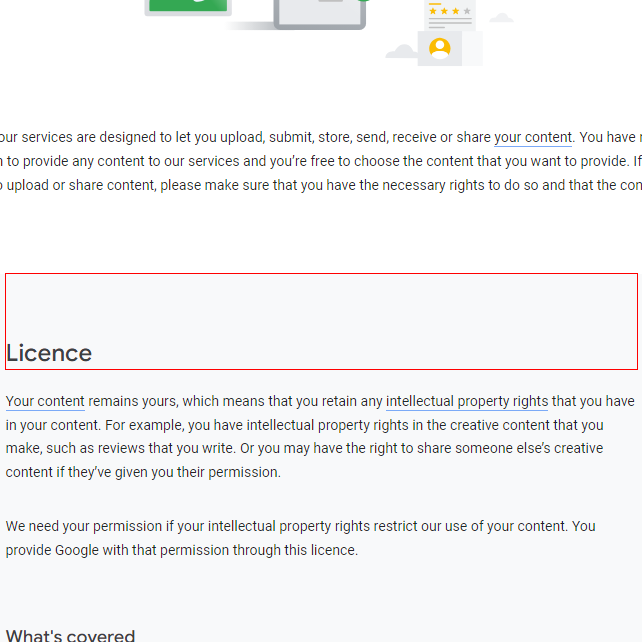 our services are designed to let you upload, submit, store, send, receive or share your content. You have
to provide any content to our services and you’re free to choose the content that you want to provide. If
upload or share content, please make sure that you have the necessary rights to do so and that the
Licence
Your content remains yours, which means that you retain any intellectual property rights that you have
in your content. For example, you have intellectual property rights in the creative content that you
make, such as reviews that you write. Or you may have the right to share someone else’s creative
content if they’ve given you their permission.
We need your permission if your intellectual property rights restrict our use of your content. You
provide Google with that permission through this licence.
What's covered